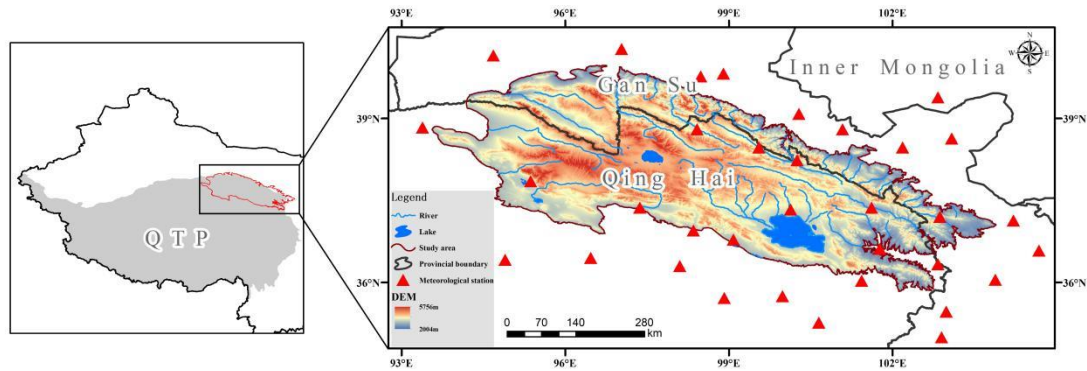 93°E 96°E 99°E 102°E
N
W E
S
Inner Mongolia
Gan Su
39°N 39°N
Qing Hai
QTP
Legend
River
Lake
Study area
Provincial boundary
Meteorological station
DEM
5756m
2004m
36°N 36°N
0 70 140 280
km
93°E 96°E 99°E 102°E